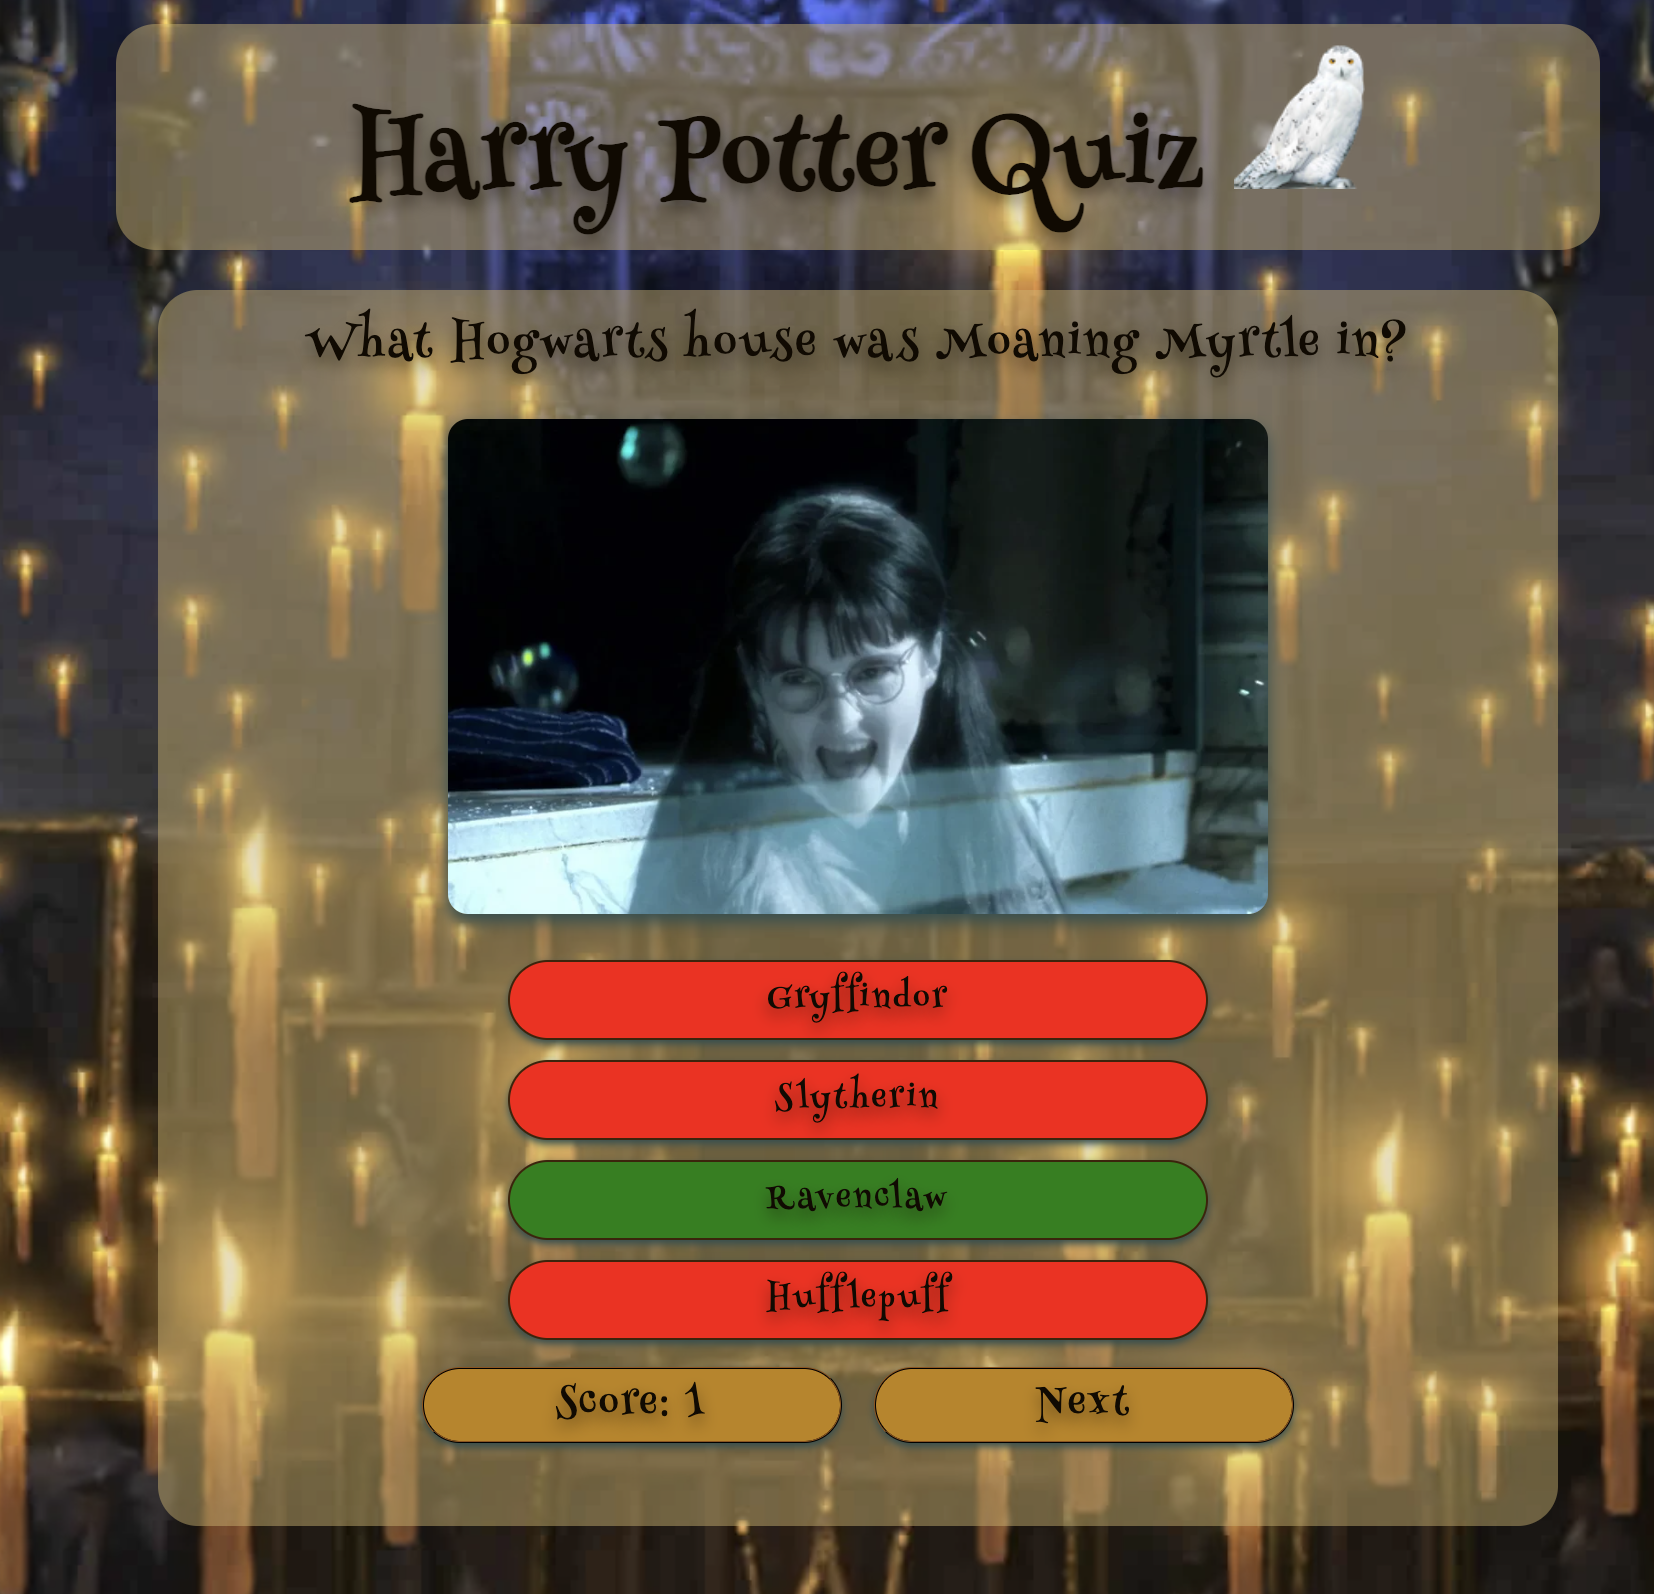 Harry Potter Quiz
What Hogwarts house was Moaning Myrtle in?
Gryffindor
Slytherin
Ravenclaw
Hufflepuff
Score: 1
Next